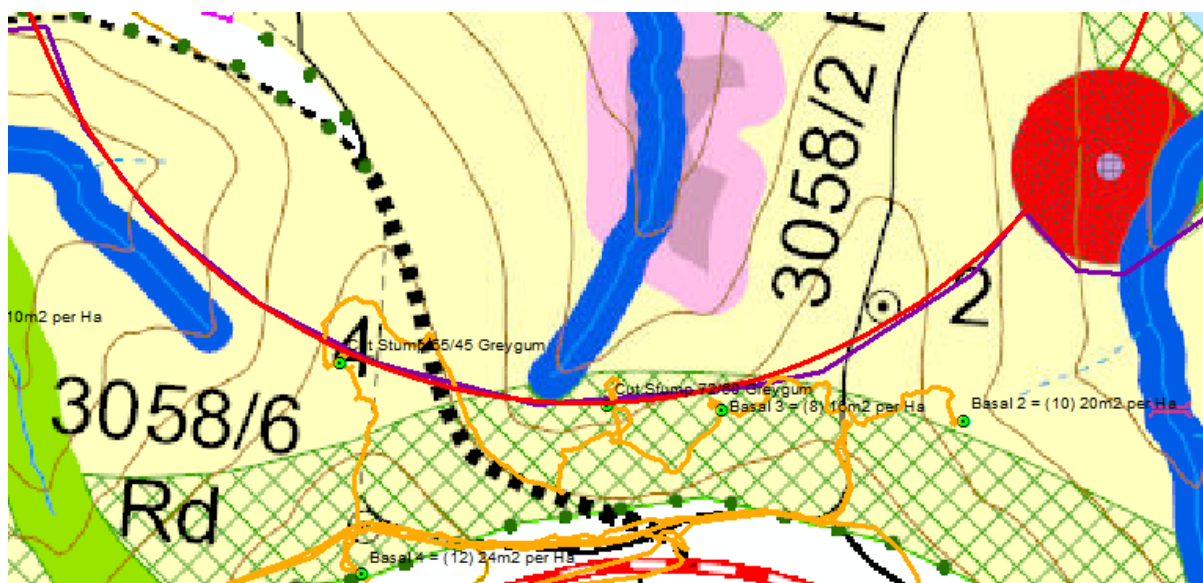 3058/2
2
10m2 per Ha
4
Cut Stump 55/45 Greygum
3058/6
Cut Stump 72/60 Greygum
Basal 3 = (8) 16m2 per Ha
Basal 2 = (10) 20m2 per Ha
Rd
Basal 4 = (12) 24m2 per Ha